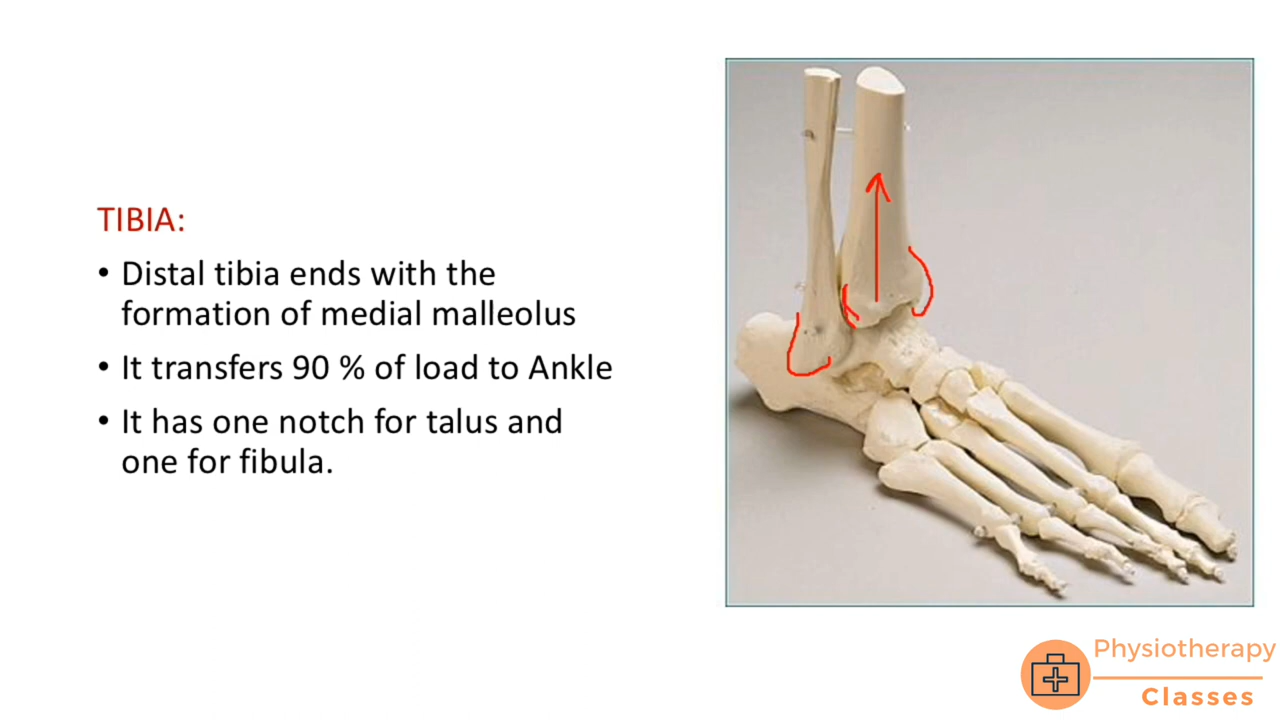 TIBIA:
• Distal tibia ends with the
formation of medial malleolus
• It transfers 90 % of load to Ankle
• It has one notch for talus and
one for fibula.
Physiotherapy
Classes